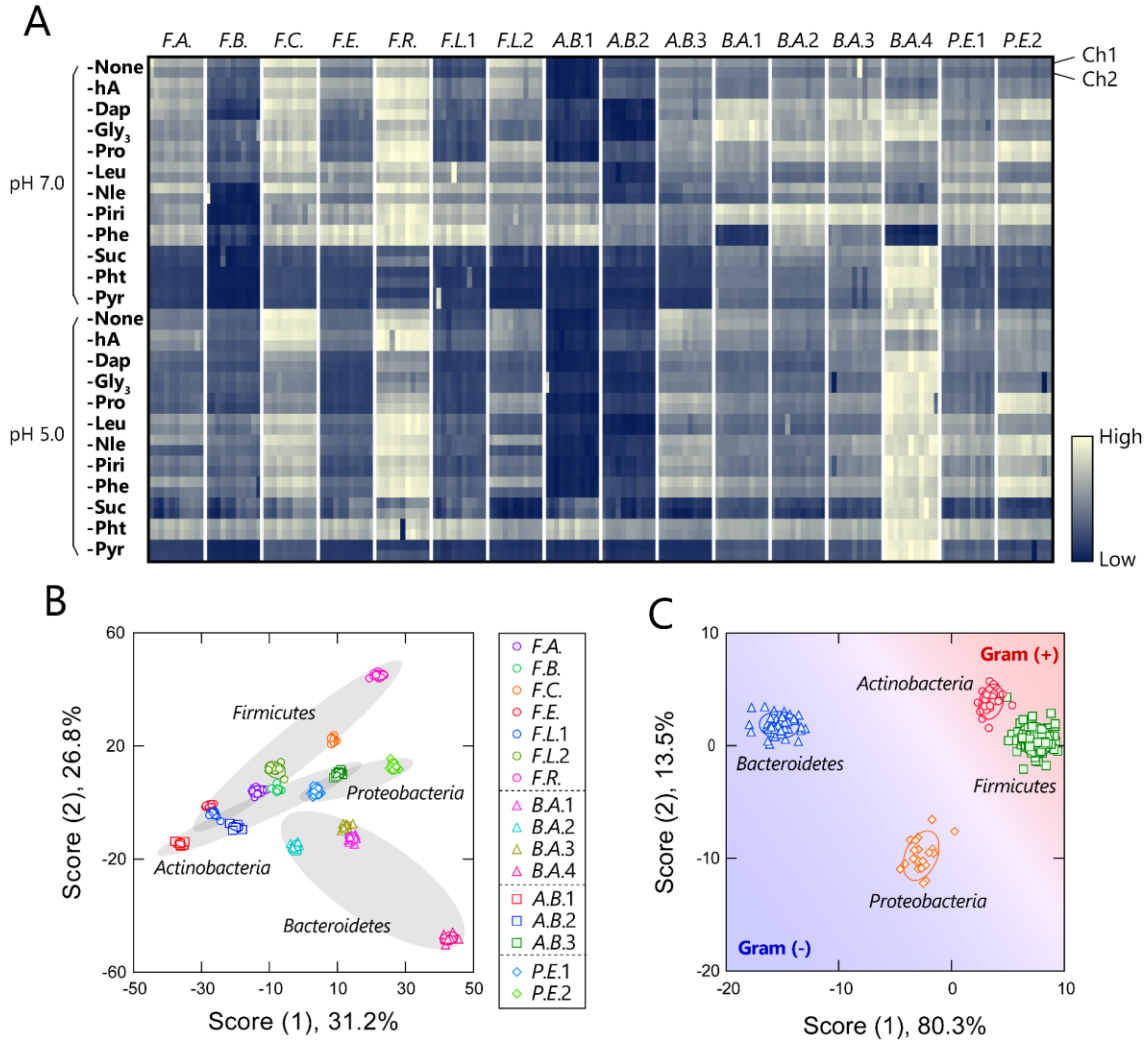 A
F.A. F.B. F.C. F.E. F.R. F.L.1 F.L.2 A.B.1 A.B.2 A.B.3 B.A.1 B.A.2 B.A.3 B.A.4 P.E.1 P.E.2
Ch1
Ch2
pH 7.0
-None
-hA
-Dap
-Gly3
-Pro
-Leu
-Nle
-Piri
-Phe
-Suc
-Pht
-Pyr
pH 5.0
-None
-hA
-Dap
-Gly3
-Pro
-Leu
-Nle
-Piri
-Phe
-Suc
-Pht
-Pyr
High
Low
B
Score (2), 26.8%
60
20
-20
-60
Firmicutes
Proteobacteria
Actinobacteria
Bacteroidetes
-50 -30 -10 10 30 50
Score (1), 31.2%
F.A.
F.B.
F.C.
F.E.
F.L.1
F.L.2
F.R.
B.A.1
B.A.2
B.A.3
B.A.4
A.B.1
A.B.2
A.B.3
P.E.1
P.E.2
C
Score (2), 13.5%
10
0
-10
-20
Gram (+)
Actinobacteria
Bacteroidetes
Firmicutes
Proteobacteria
Gram (-)
-20 -10 0 10
Score (1), 80.3%